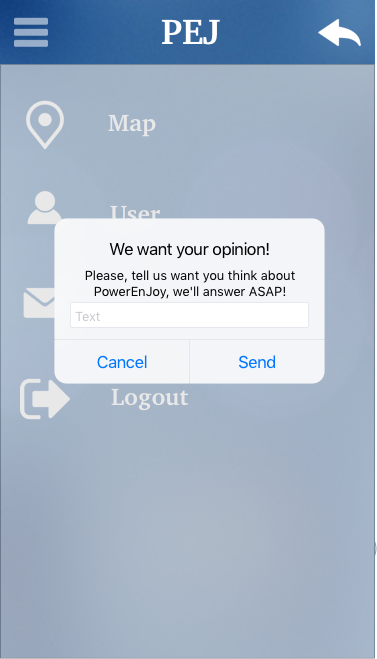 PEJ
Map
User
We want your opinion!
Please, tell us want you think about
PowerEnJoy, we'll answer ASAP!
Text
Cancel
Send
Logout